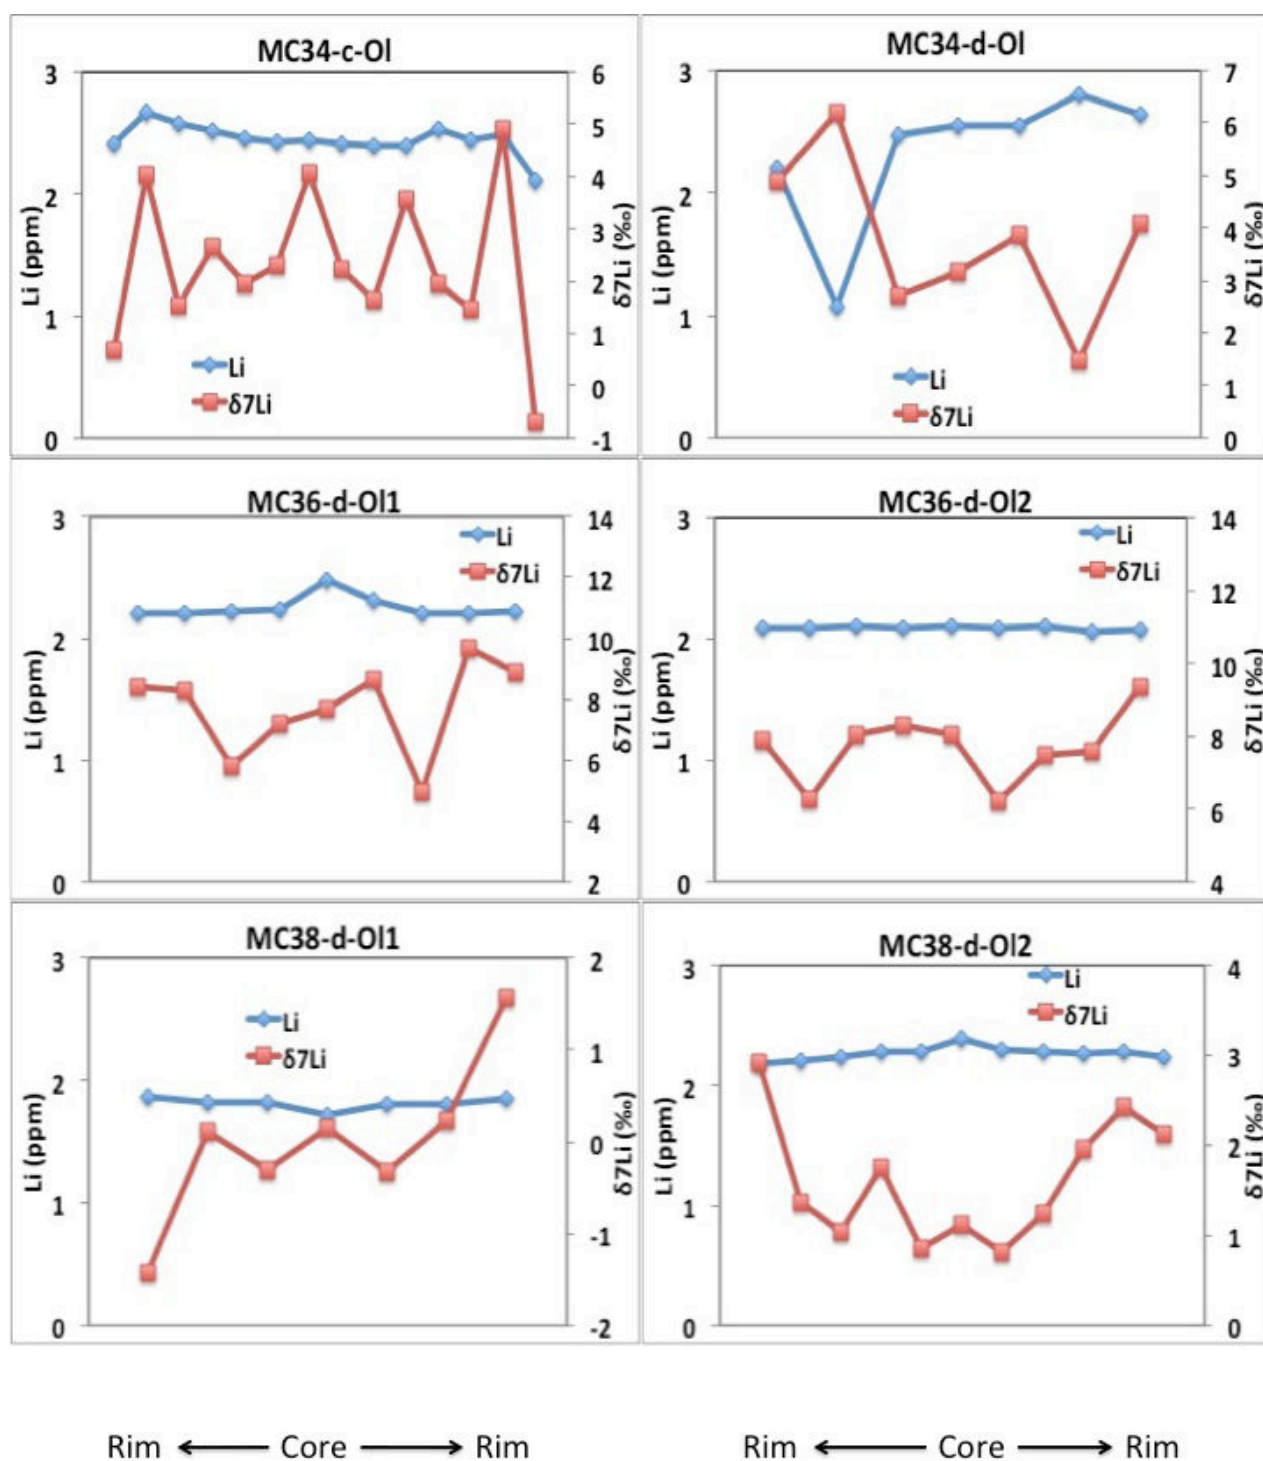 MC34-c-Ol
3
2
1
0
Li (ppm)
6
5
4
3
2
1
0
-1
δ7Li (‰)
Li
δ7Li
MC34-d-Ol
3
2
1
0
Li (ppm)
7
6
5
4
3
2
1
0
δ7Li (‰)
Li
δ7Li
MC36-d-Ol1
3
2
1
0
Li (ppm)
14
12
10
8
6
4
2
δ7Li (‰)
Li
δ7Li
MC36-d-Ol2
3
2
1
0
Li (ppm)
14
12
10
8
6
4
δ7Li (‰)
Li
δ7Li
MC38-d-Ol1
3
2
1
0
Li (ppm)
2
1
0
-1
-2
δ7Li (‰)
Li
δ7Li
MC38-d-Ol2
3
2
1
0
Li (ppm)
4
3
2
1
0
δ7Li (‰)
Li
δ7Li
Rim ← Core → Rim
Rim ← Core → Rim